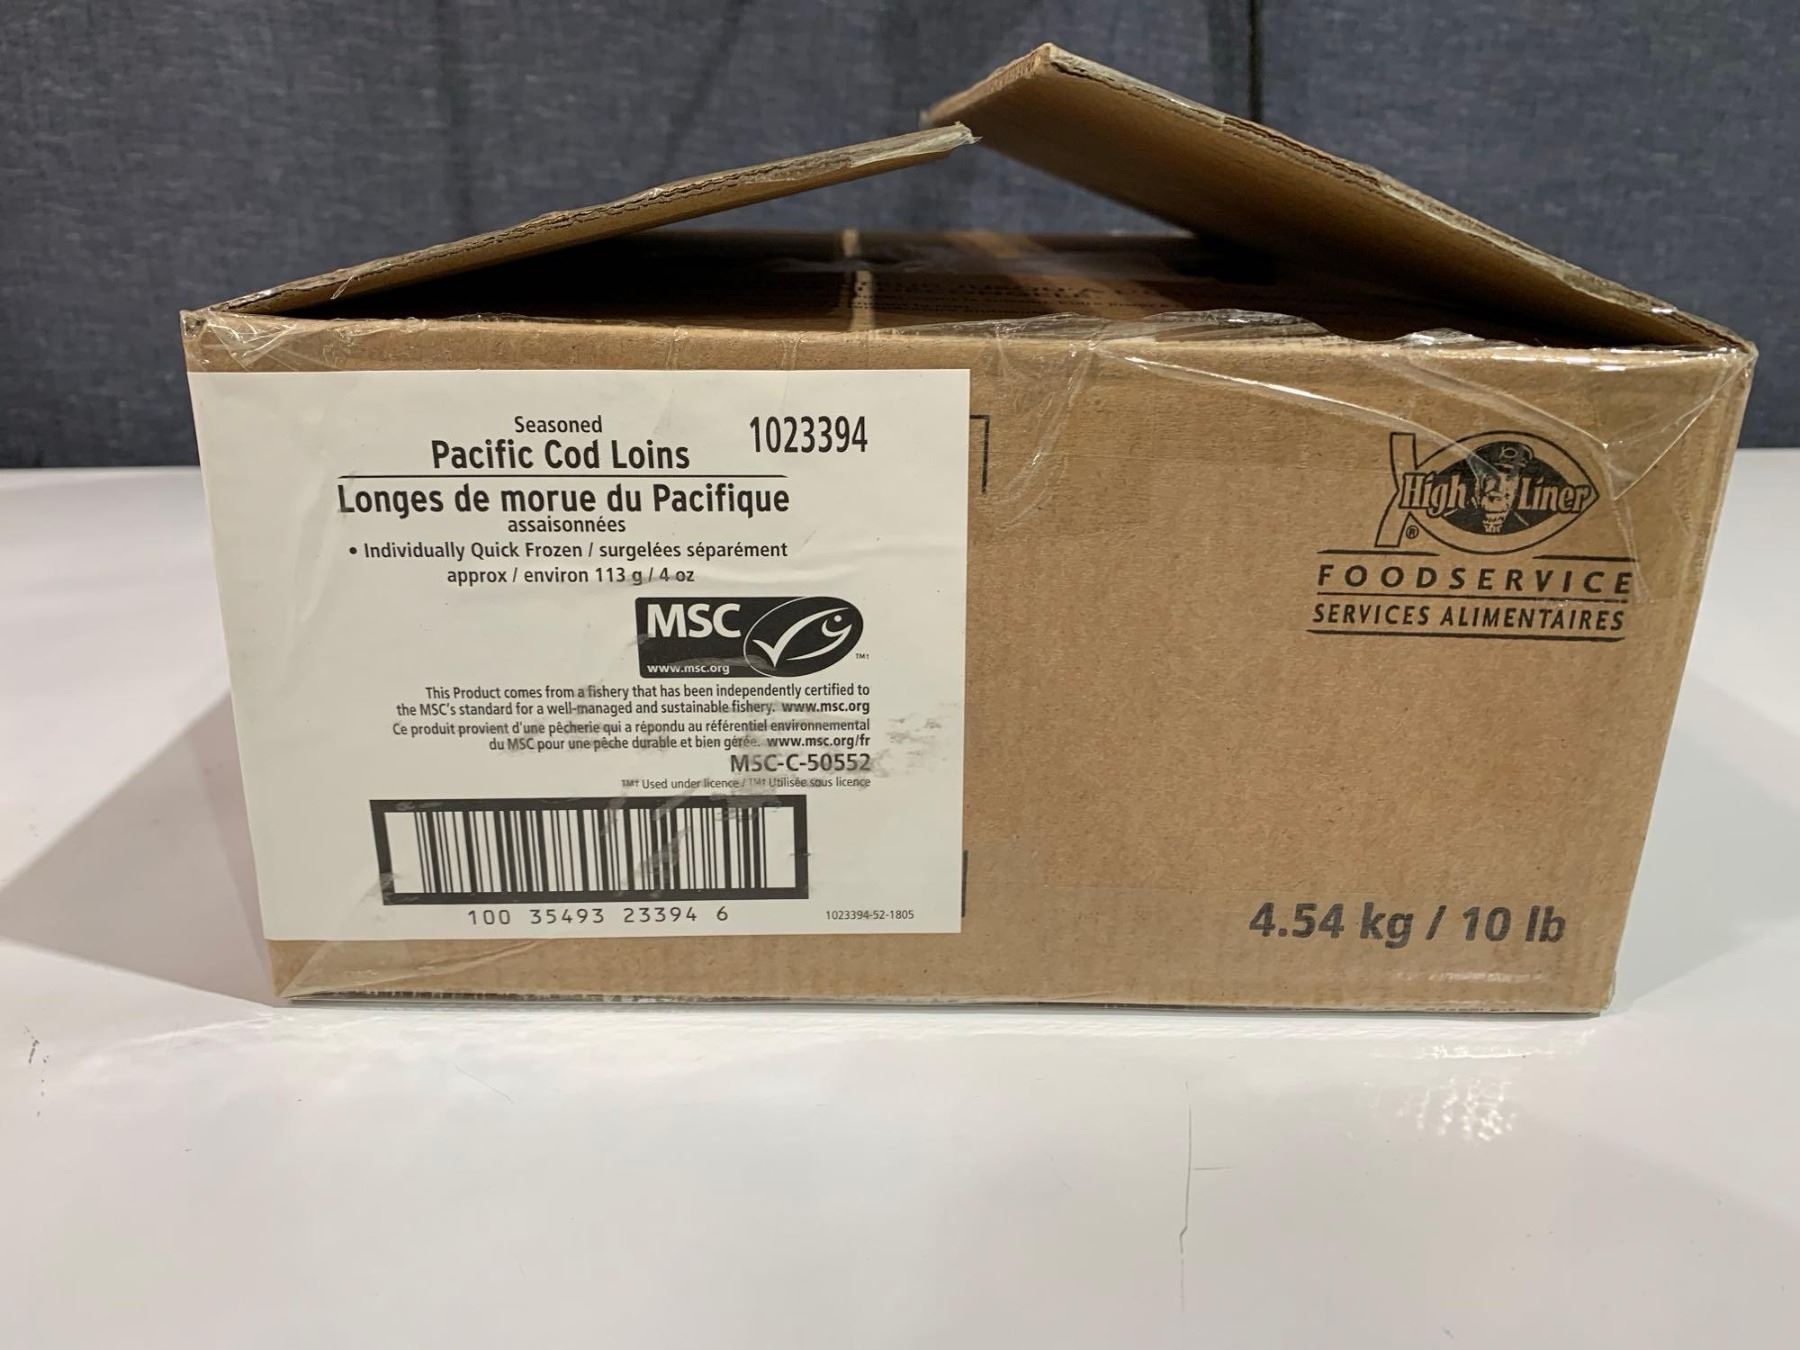 Seasoned
Pacific Cod Loins
1023394
Longes de morue du Pacifique
assaisonnées
• Individually Quick Frozen / surgelées séparément
approx / environ 113 g / 4 oz
MSC
www.msc.org
TM†
This Product comes from a fishery that has been independently certified to
the MSC's standard for a well-managed and sustainable fishery. www.msc.org
Ce produit provient d'une pêcherie qui a répondu au référentiel environnemental
du MSC pour une pêche durable et bien gérée. www.msc.org/fr
MSC-C-50552
TM† Used under licence / TM† Utilisée sous licence
100 35493 23394 6
1023394-52-1805
High Liner
®
FOODSERVICE
SERVICES ALIMENTAIRES
4.54 kg / 10 lb